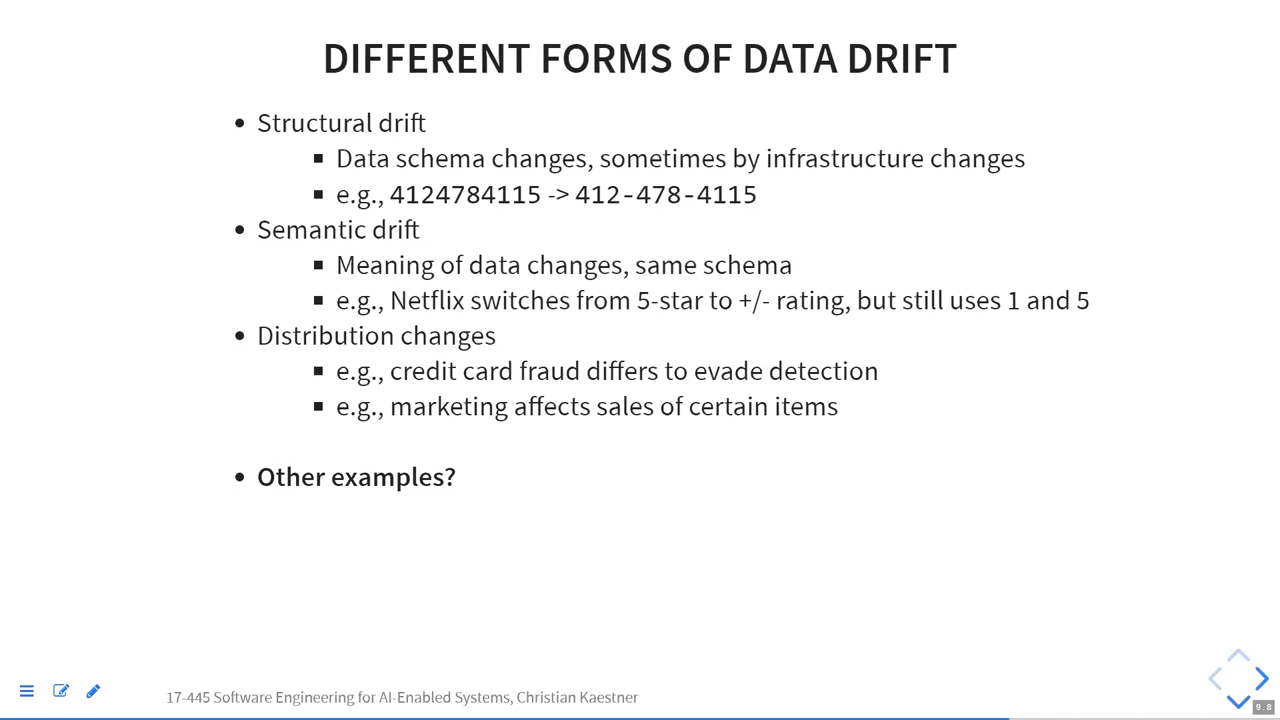 DIFFERENT FORMS OF DATA DRIFT
• Structural drift
▪ Data schema changes, sometimes by infrastructure changes
▪ e.g., 4124784115 -> 412-478-4115
• Semantic drift
▪ Meaning of data changes, same schema
▪ e.g., Netflix switches from 5-star to +/- rating, but still uses 1 and 5
• Distribution changes
▪ e.g., credit card fraud differs to evade detection
▪ e.g., marketing affects sales of certain items
• Other examples?
17-445 Software Engineering for AI-Enabled Systems, Christian Kaestner
9.8